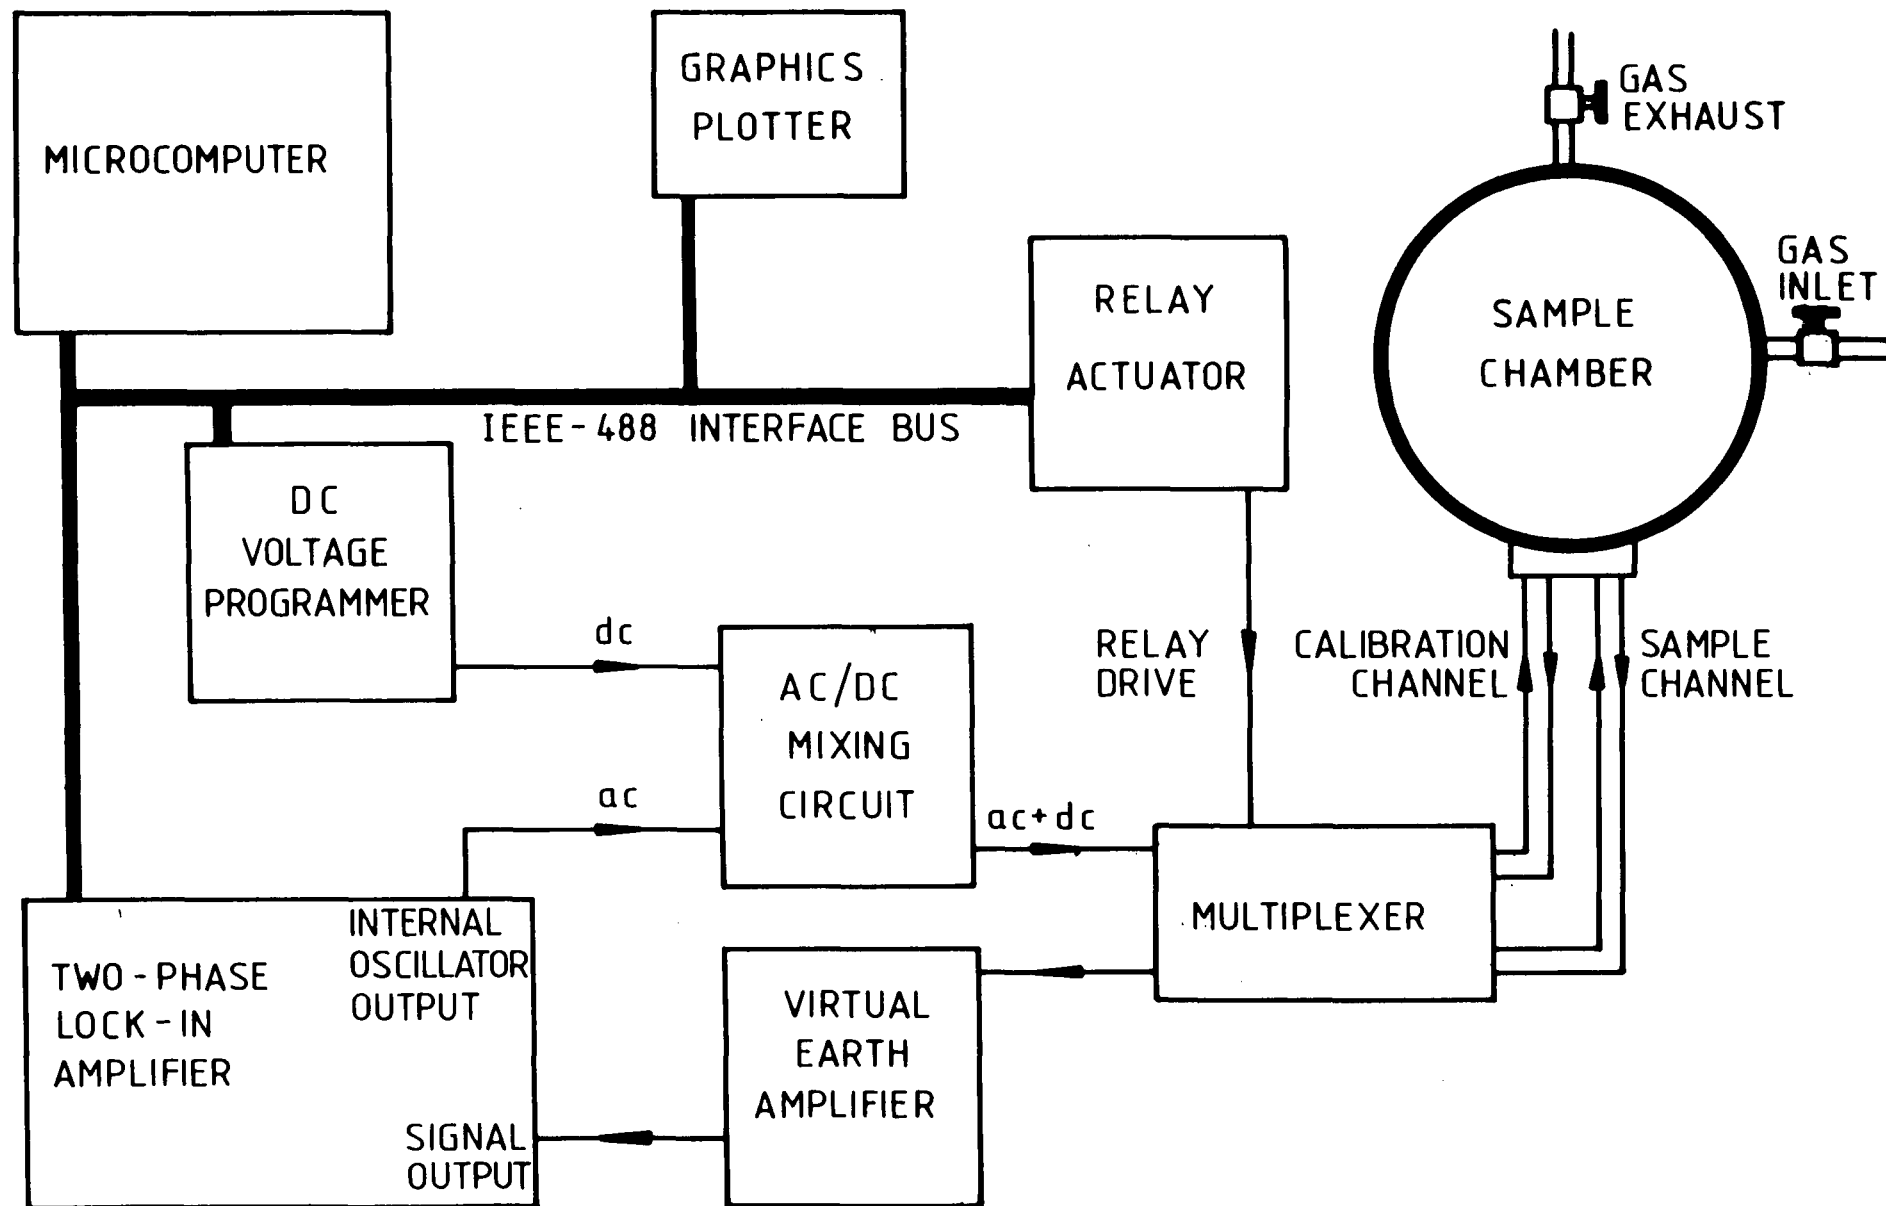 MICROCOMPUTER
GRAPHICS
PLOTTER
GAS
EXHAUST
GAS
INLET
SAMPLE
CHAMBER
RELAY
ACTUATOR
IEEE-488 INTERFACE BUS
DC
VOLTAGE
PROGRAMMER
dc
AC/DC
MIXING
CIRCUIT
ac
ac+dc
RELAY
DRIVE
CALIBRATION
CHANNEL
SAMPLE
CHANNEL
MULTIPLEXER
INTERNAL
OSCILLATOR
OUTPUT
TWO-PHASE
LOCK-IN
AMPLIFIER
SIGNAL
OUTPUT
VIRTUAL
EARTH
AMPLIFIER